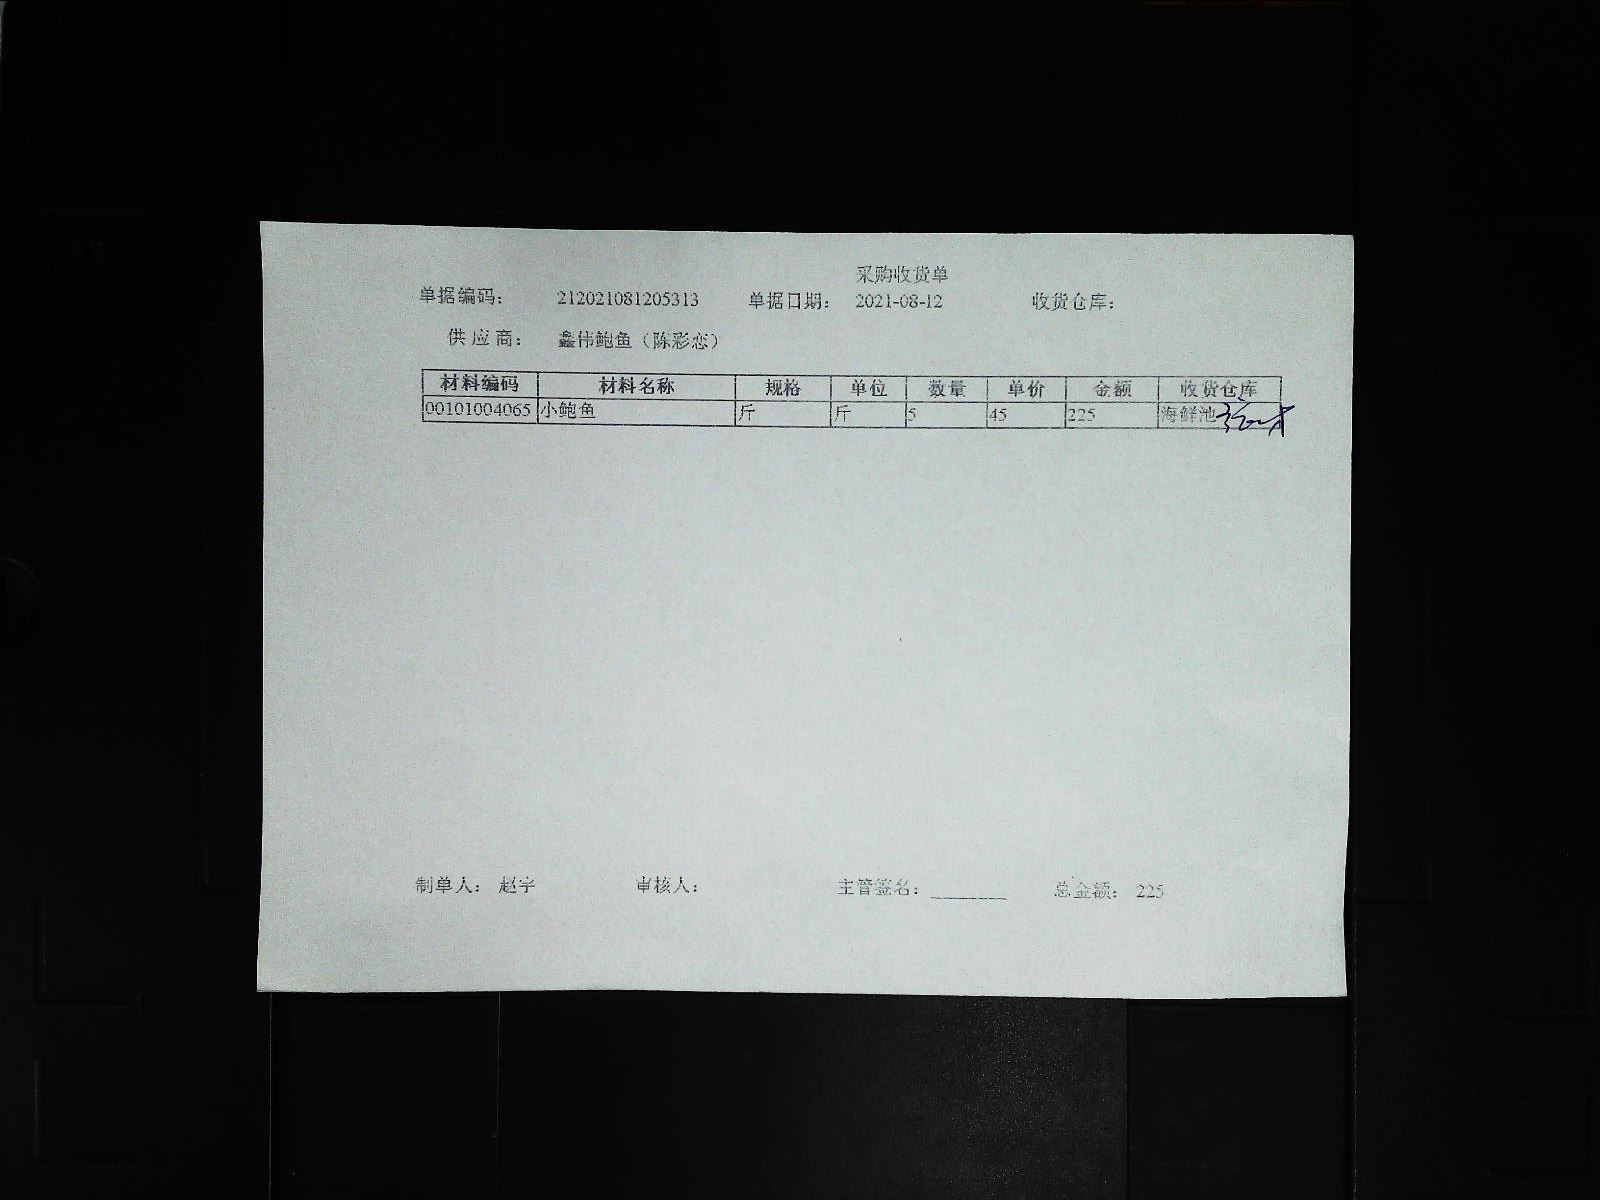 采购收货单
单据编码: 212021081205313 单据日期: 2021-08-12 收货仓库:
供应商: 鑫伟鲍鱼（陈彩恋）
材料编码 材料名称 规格 单位 数量 单价 金额 收货仓库
00101004065 小鲍鱼 斤 斤 5 45 225 海鲜池
制单人: 赵宇 审核人: 主管签名: 总金额: 225